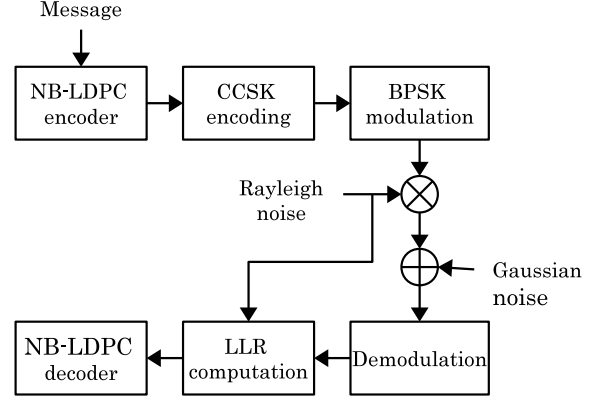 Message
NB-LDPC
encoder
CCSK
encoding
BPSK
modulation
Rayleigh
noise
Gaussian
noise
NB-LDPC
decoder
LLR
computation
Demodulation